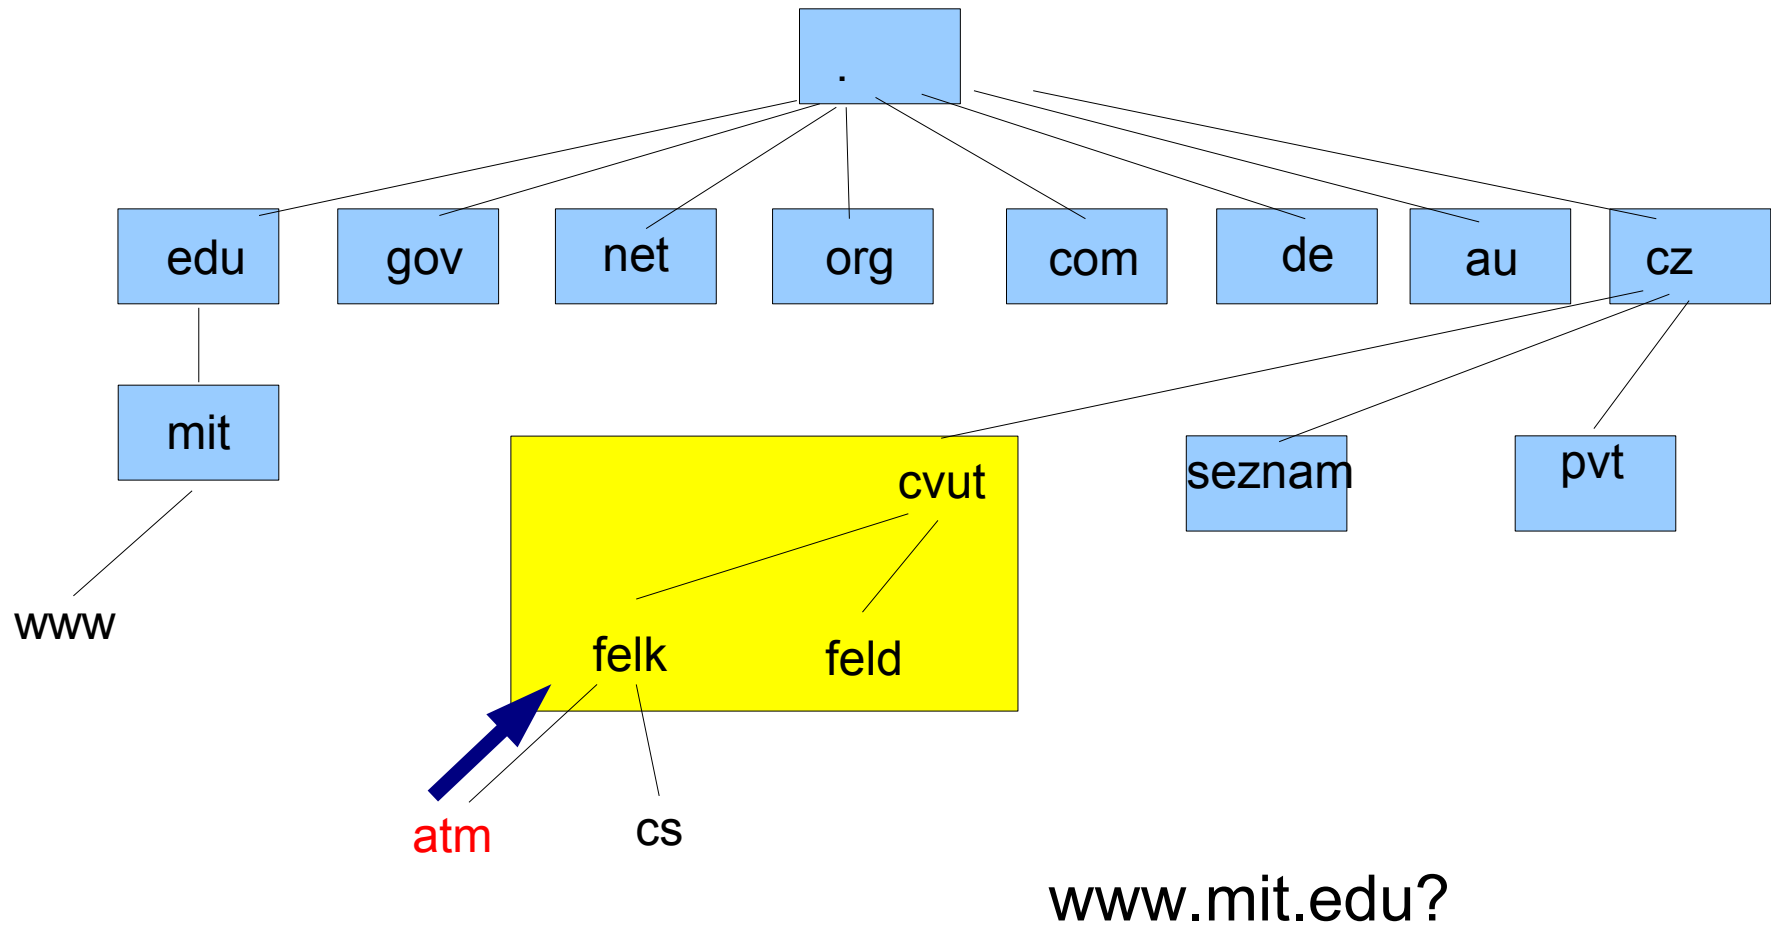 .
edu
gov
net
org
com
de
au
cz
mit
cvut
seznam
pvt
www
felk
feld
atm
cs
www.mit.edu?